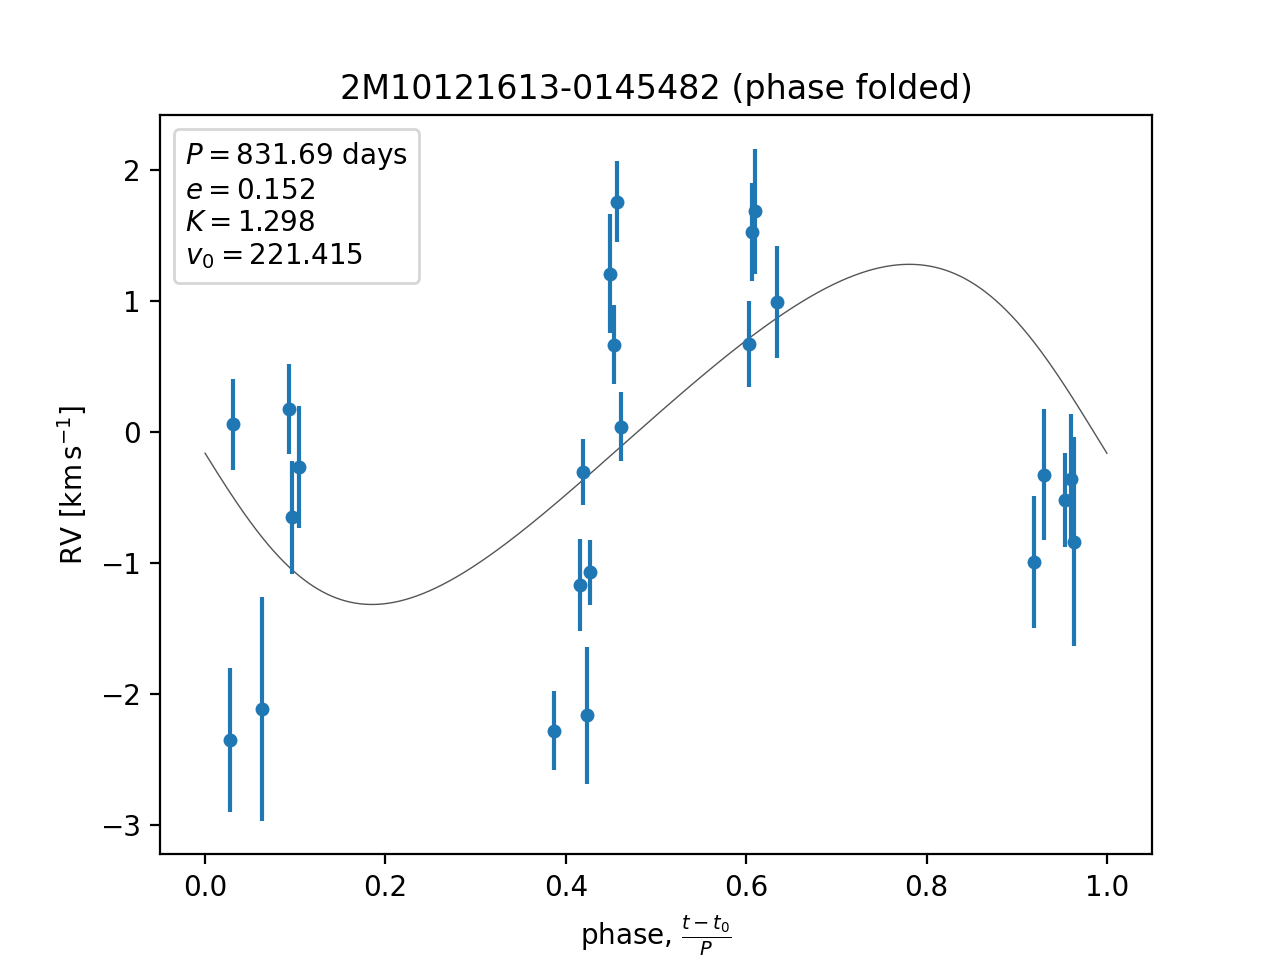 2M10121613-0145482 (phase folded)
P = 831.69 days
e = 0.152
K = 1.298
v₀ = 221.415
2
1
0
−1
−2
−3
RV [km s⁻¹]
0.0 0.2 0.4 0.6 0.8 1.0
phase, (t − t₀)/P